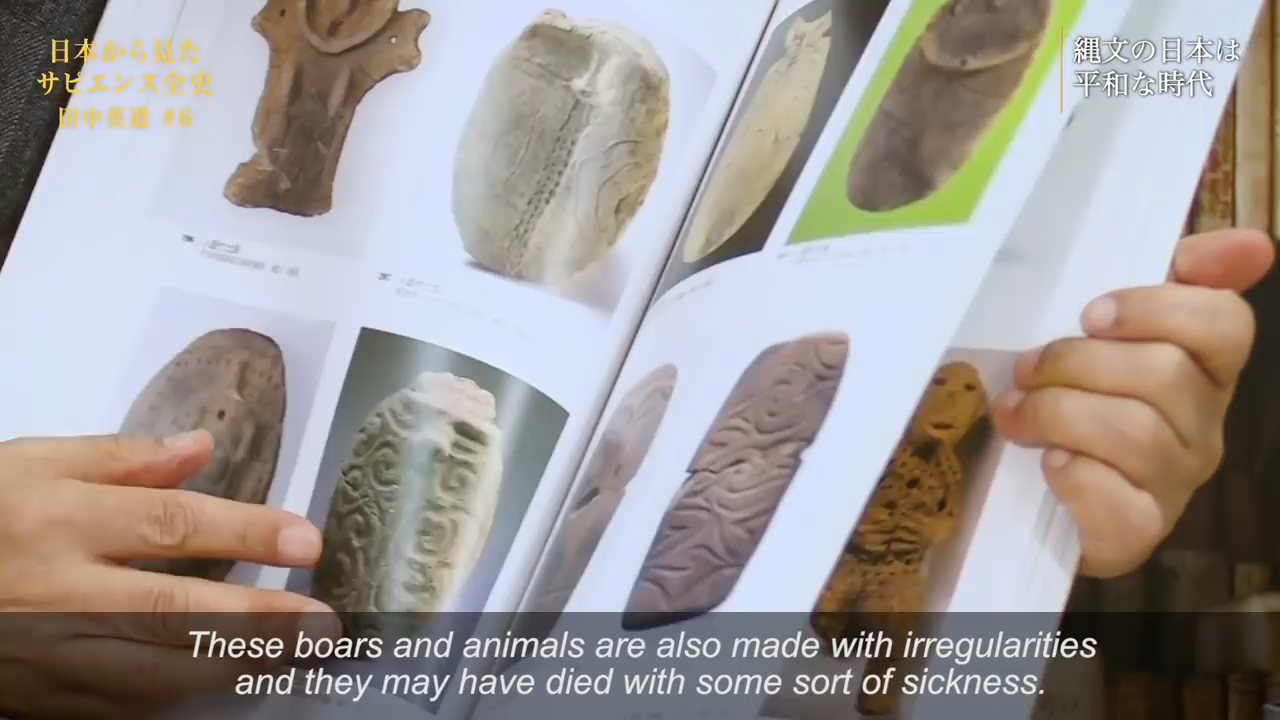 日本から見た
サピエンス全史
田中英道 #6
縄文の日本は
平和な時代
These boars and animals are also made with irregularities
and they may have died with some sort of sickness.